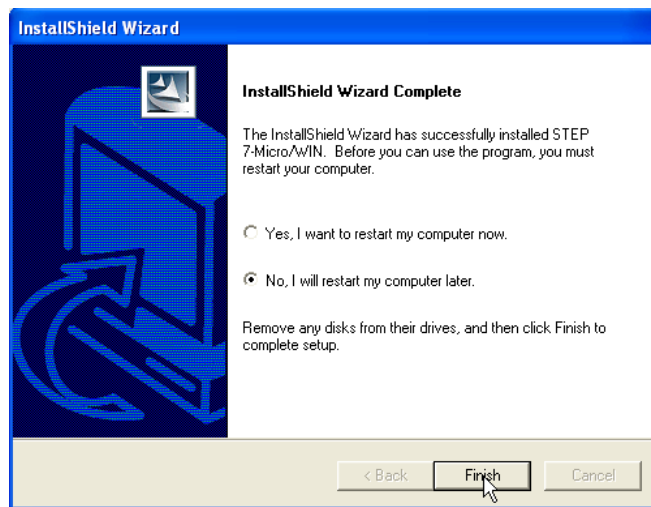 InstallShield Wizard
InstallShield Wizard Complete
The InstallShield Wizard has successfully installed STEP
7-Micro/WIN.  Before you can use the program, you must
restart your computer.
Yes, I want to restart my computer now.
No, I will restart my computer later.
Remove any disks from their drives, and then click Finish to
complete setup.
< Back
Finish
Cancel